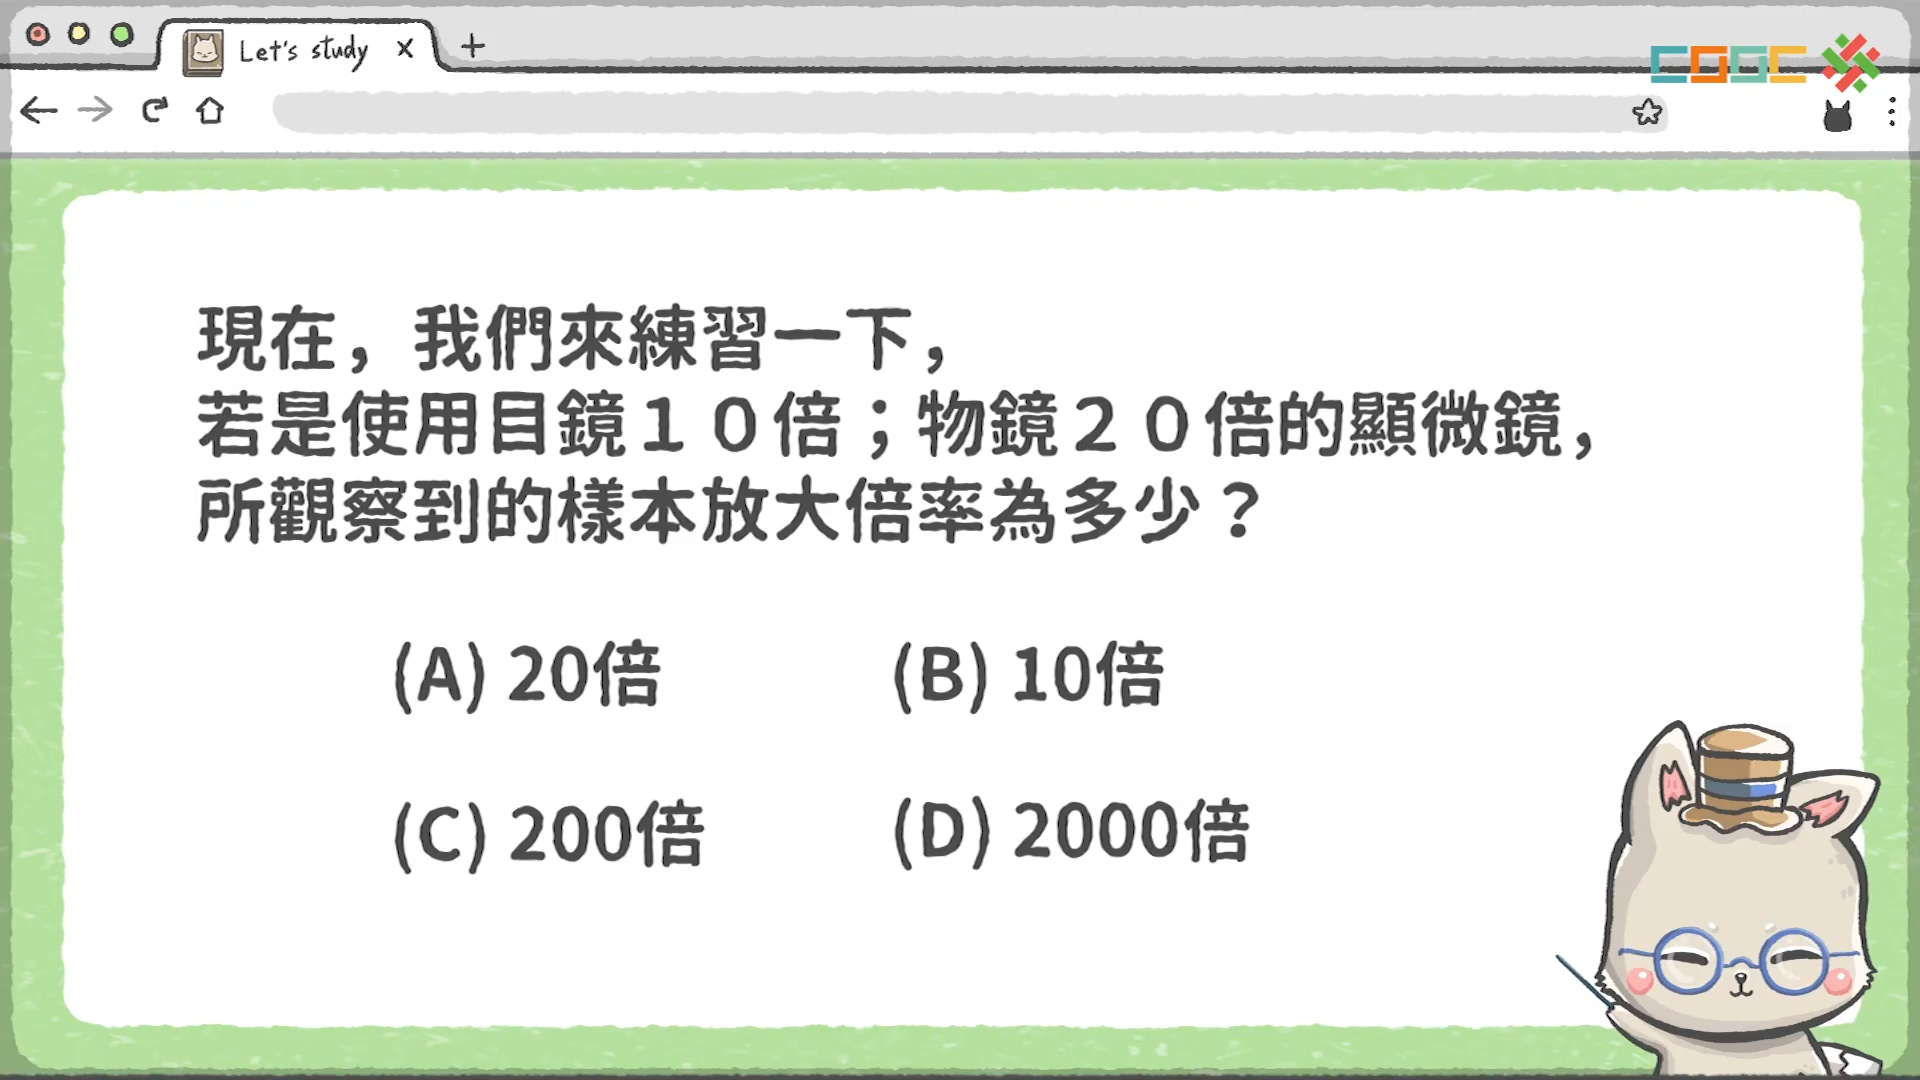 Let's study
現在，我們來練習一下，
若是使用目鏡１０倍；物鏡２０倍的顯微鏡，
所觀察到的樣本放大倍率為多少？
(A) 20倍
(B) 10倍
(C) 200倍
(D) 2000倍